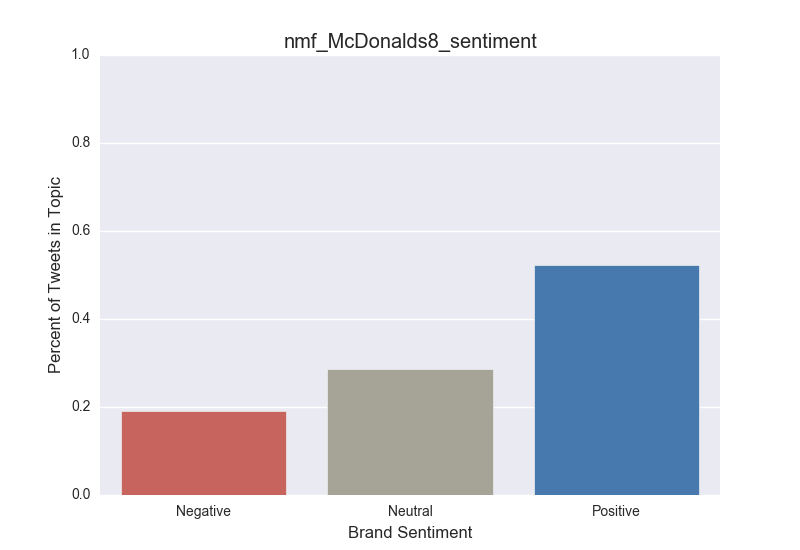 nmf_McDonalds8_sentiment
1.0
0.8
0.6
0.4
0.2
0.0
Percent of Tweets in Topic
Negative Neutral Positive
Brand Sentiment